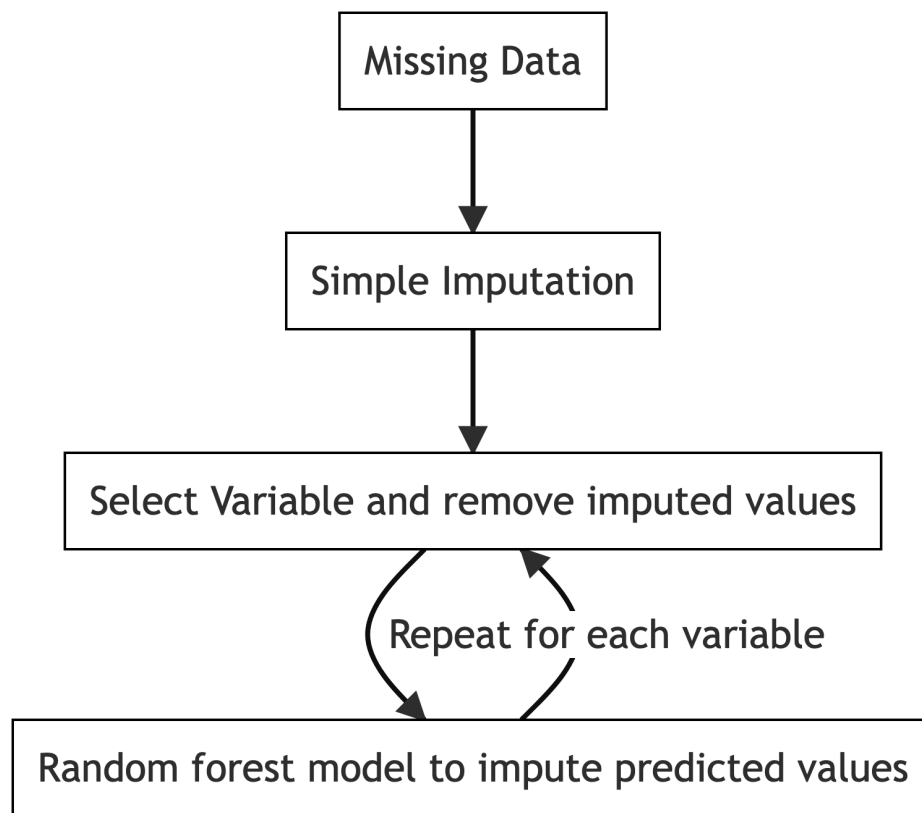 Missing Data
Simple Imputation
Select Variable and remove imputed values
Repeat for each variable
Random forest model to impute predicted values